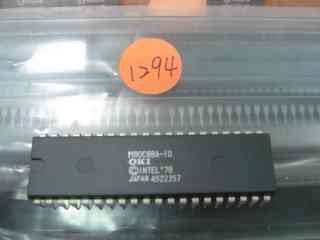 1294
M80C88A-10
OKI
©INTEL '78
JAPAN 4522357